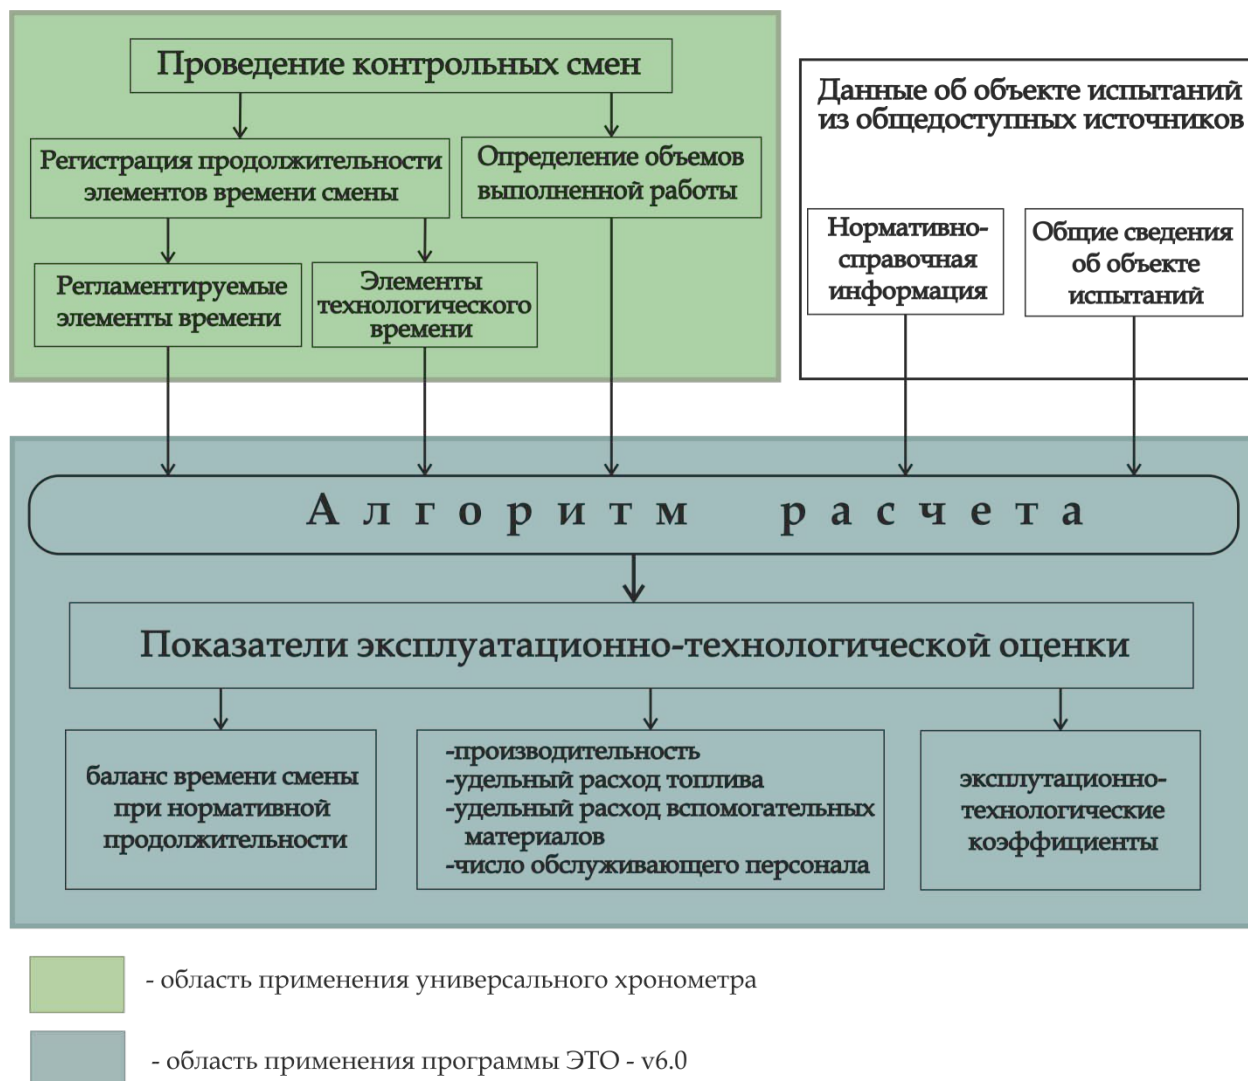 Проведение контрольных смен
Данные об объекте испытаний
из общедоступных источников
Регистрация продолжительности
элементов времени смены
Определение объемов
выполненной работы
Регламентируемые
элементы времени
Элементы
технологического
времени
Нормативно-
справочная
информация
Общие сведения
об объекте
испытаний
Алгоритм расчета
Показатели эксплуатационно-технологической оценки
баланс времени смены
при нормативной
продолжительности
-производительность
-удельный расход топлива
-удельный расход вспомогательных
материалов
-число обслуживающего персонала
эксплутационно-
технологические
коэффициенты
- область применения универсального хронометра
- область применения программы ЭТО - v6.0